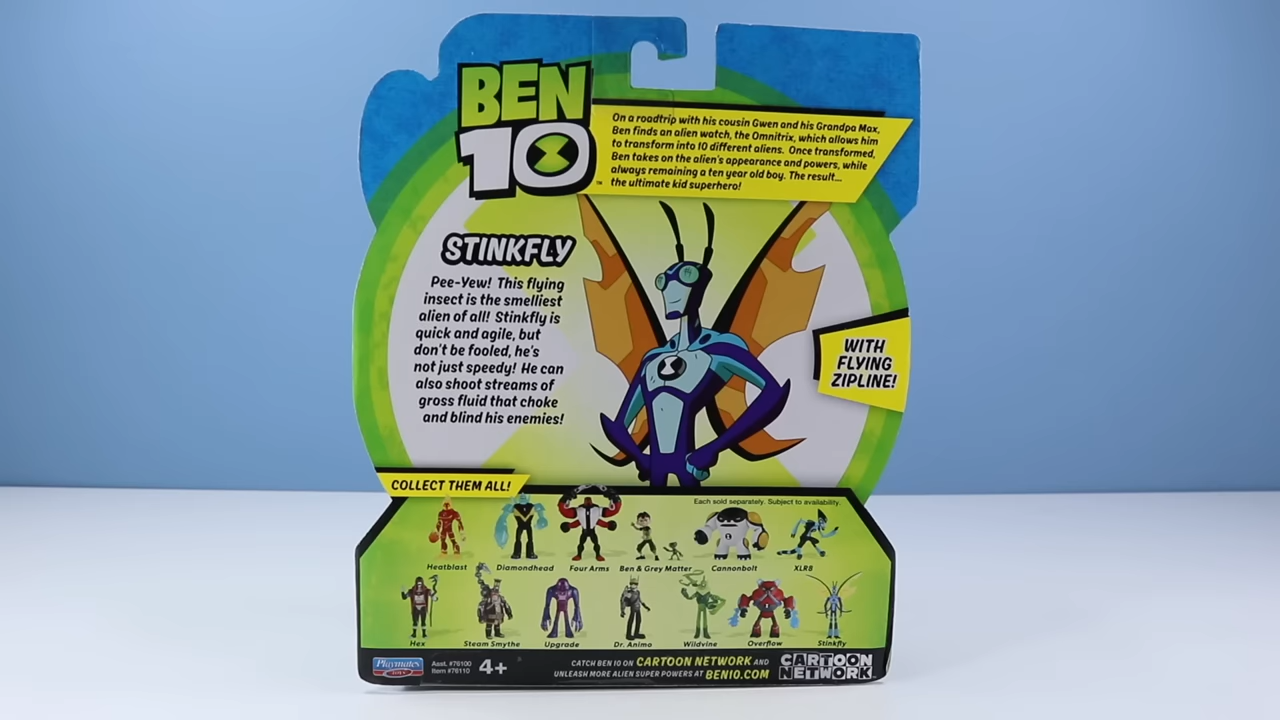 BEN
10
™
On a roadtrip with his cousin Gwen and his Grandpa Max,
Ben finds an alien watch, the Omnitrix, which allows him
to transform into 10 different aliens. Once transformed,
Ben takes on the alien's appearance and powers, while
always remaining a ten year old boy. The result...
the ultimate kid superhero!
STINKFLY
Pee-Yew! This flying
insect is the smelliest
alien of all! Stinkfly is
quick and agile, but
don't be fooled, he's
not just speedy! He can
also shoot streams of
gross fluid that choke
and blind his enemies!
WITH
FLYING
ZIPLINE!
COLLECT THEM ALL!
Each sold separately. Subject to availability.
Heatblast Diamondhead Four Arms Ben & Grey Matter Cannonbolt XLR8
Hex Steam Smythe Upgrade Dr. Animo Wildvine Overflow Stinkfly
Playmates
TOYS
Asst. #76100
Item #76110
4+
CATCH BEN 10 ON CARTOON NETWORK AND
UNLEASH MORE ALIEN SUPER POWERS AT BEN10.COM
CARTOON
NETWORK